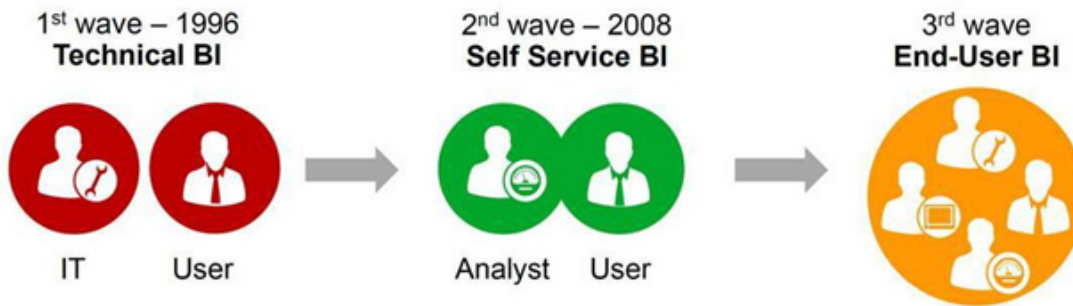 1st wave – 1996
Technical BI
IT
User
2nd wave – 2008
Self Service BI
Analyst
User
3rd wave
End-User BI